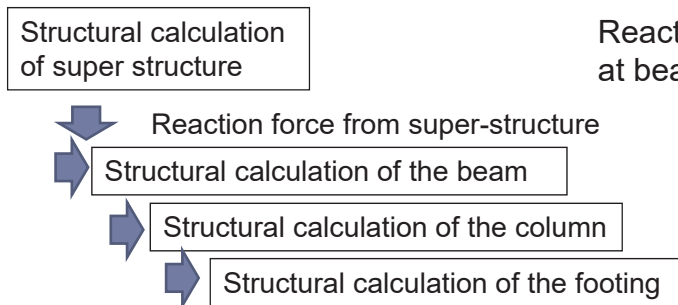 Structural calculation
of super structure
Reaction force from super-structure
Structural calculation of the beam
Structural calculation of the column
Structural calculation of the footing
at